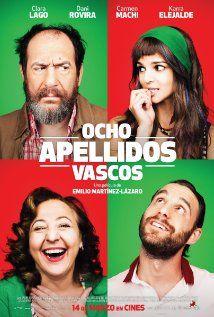 Clara LAGO
Dani ROVIRA
Carmen MACHI
Karra ELEJALDE
OCHO
APELLIDOS
VASCOS
Una película de
EMILIO MARTÍNEZ-LÁZARO
14 DE MARZO EN CINES